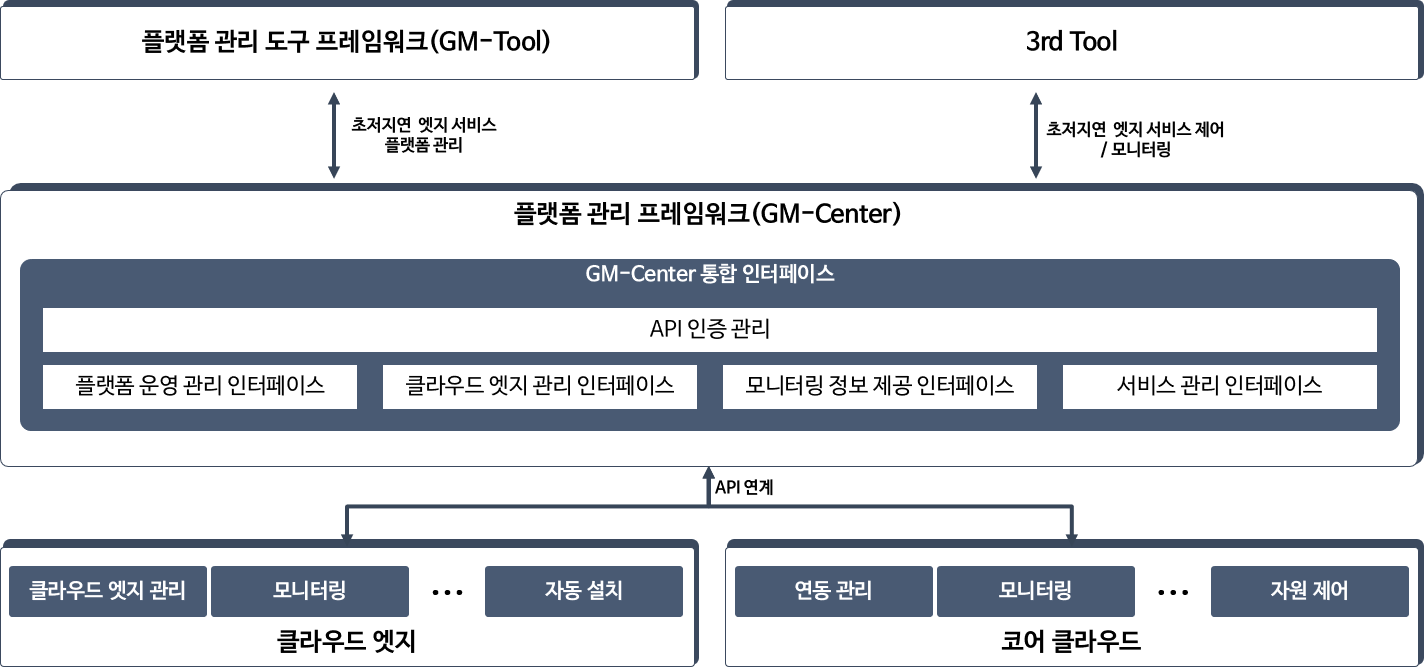 플랫폼 관리 도구 프레임워크(GM-Tool)
3rd Tool
초저지연 엣지 서비스
플랫폼 관리
초저지연 엣지 서비스 제어
/ 모니터링
플랫폼 관리 프레임워크(GM-Center)
GM-Center 통합 인터페이스
API 인증 관리
플랫폼 운영 관리 인터페이스
클라우드 엣지 관리 인터페이스
모니터링 정보 제공 인터페이스
서비스 관리 인터페이스
API 연계
클라우드 엣지 관리
모니터링
...
자동 설치
클라우드 엣지
연동 관리
모니터링
...
자원 제어
코어 클라우드